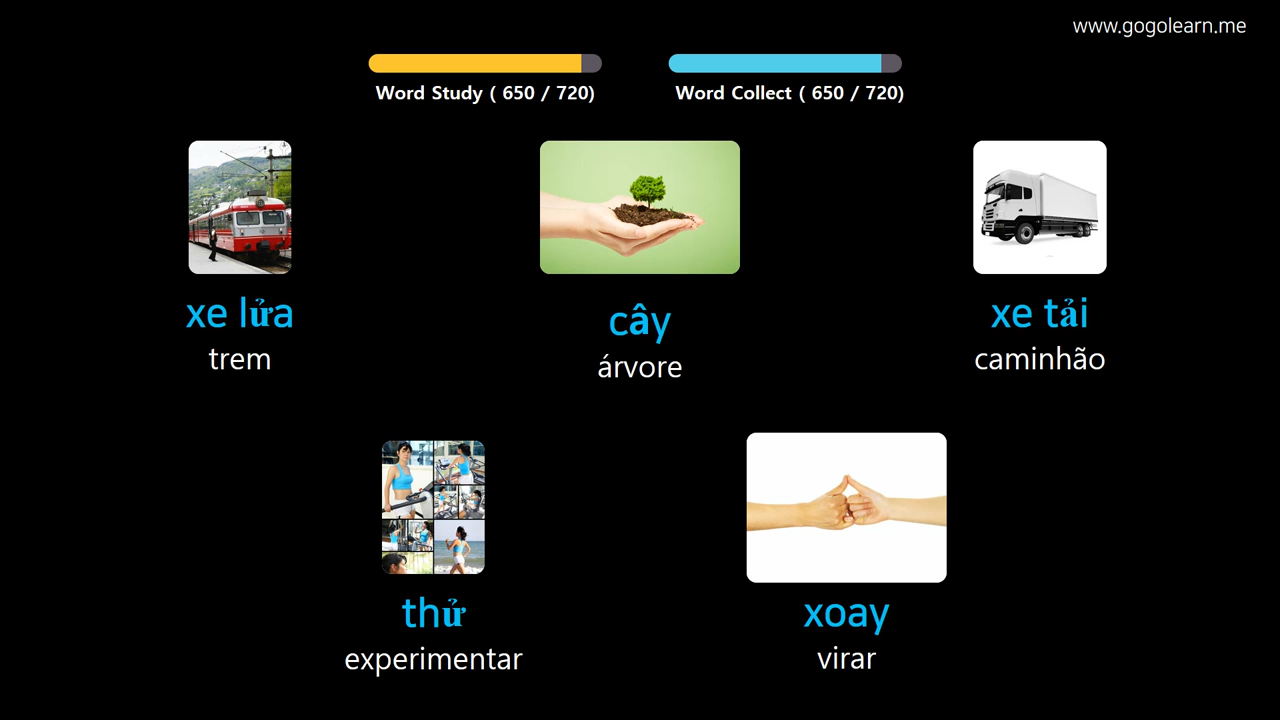 www.gogolearn.me
Word Study ( 650 / 720)
Word Collect ( 650 / 720)
xe lửa
trem
cây
árvore
xe tải
caminhão
thử
experimentar
xoay
virar